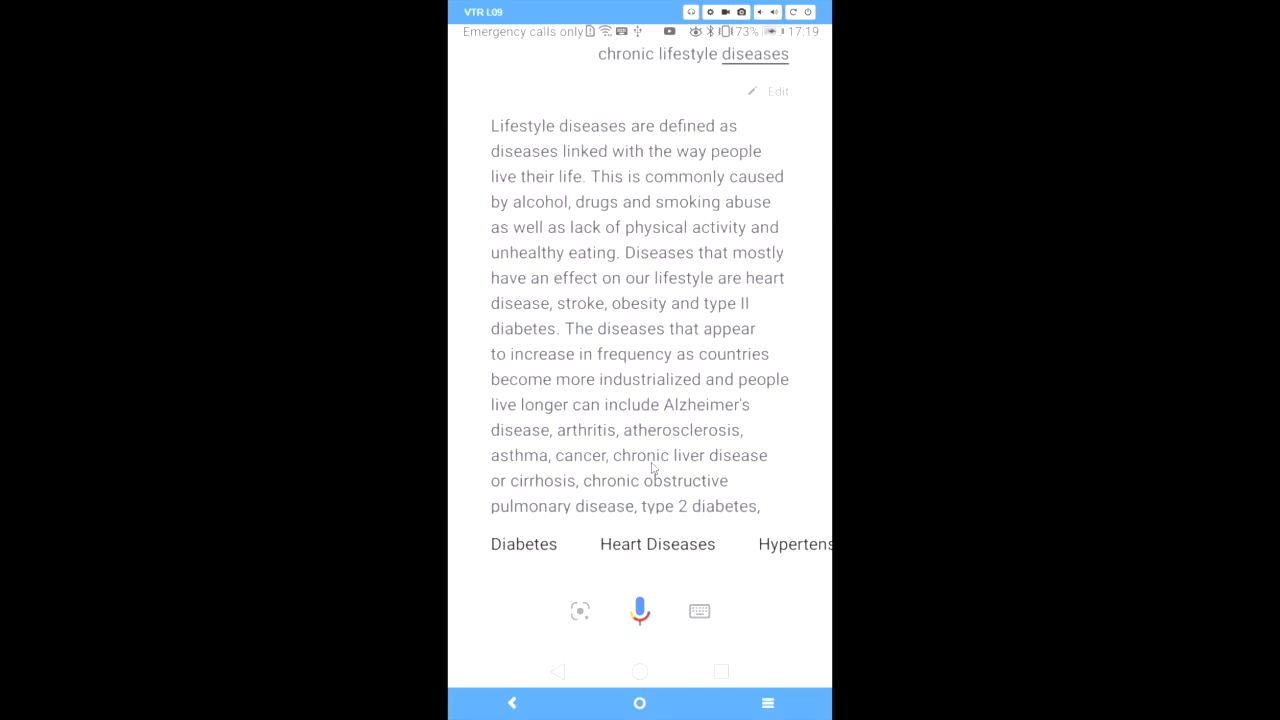 VTR L09
Emergency calls only 73% 17:19
chronic lifestyle diseases
Edit
Lifestyle diseases are defined as
diseases linked with the way people
live their life. This is commonly caused
by alcohol, drugs and smoking abuse
as well as lack of physical activity and
unhealthy eating. Diseases that mostly
have an effect on our lifestyle are heart
disease, stroke, obesity and type II
diabetes. The diseases that appear
to increase in frequency as countries
become more industrialized and people
live longer can include Alzheimer's
disease, arthritis, atherosclerosis,
asthma, cancer, chronic liver disease
or cirrhosis, chronic obstructive
pulmonary disease, type 2 diabetes,
Diabetes Heart Diseases Hypertens